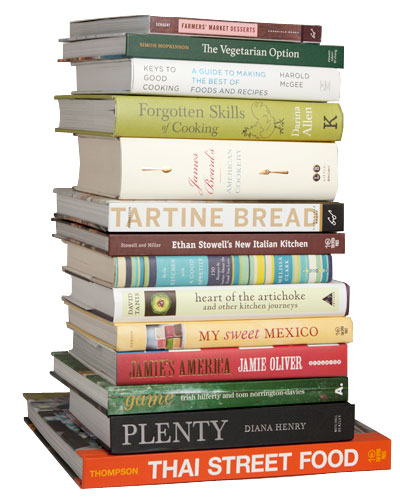 FARMERS' MARKET DESSERTS
SIMON HOPKINSON The Vegetarian Option
KEYS TO GOOD COOKING A GUIDE TO MAKING THE BEST OF FOODS AND RECIPES HAROLD McGEE
Forgotten Skills of Cooking Darina Allen K
James Beard's AMERICAN COOKERY
TARTINE BREAD
Stowell and Miller Ethan Stowell's New Italian Kitchen
MELISSA CLARK
DAVID TANIS heart of the artichoke and other kitchen journeys
MY sweet MEXICO
JAMIE'S AMERICA JAMIE OLIVER
game trish hilferty and tom norrington-davies A.
PLENTY DIANA HENRY
THOMPSON THAI STREET FOOD